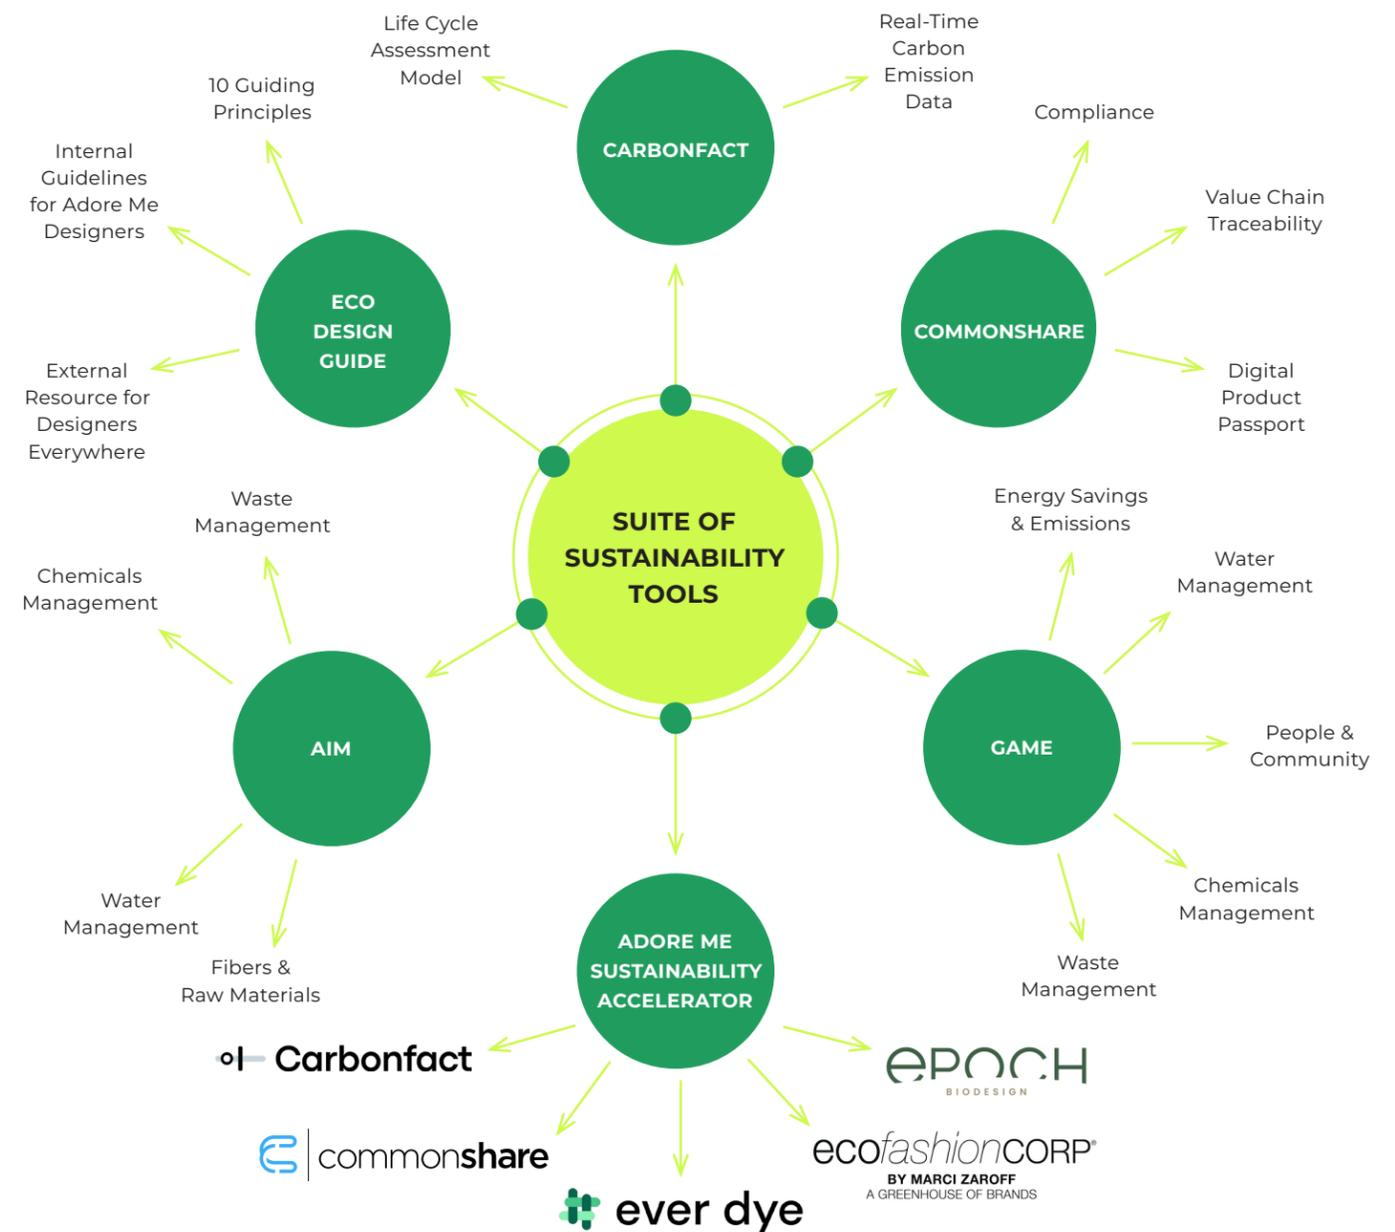 Life Cycle
Assessment
Model
Real-Time
Carbon
Emission
Data
10 Guiding
Principles
Compliance
CARBONFACT
Internal
Guidelines
for Adore Me
Designers
Value Chain
Traceability
ECO
DESIGN
GUIDE
COMMONSHARE
External
Resource for
Designers
Everywhere
Digital
Product
Passport
Waste
Management
Energy Savings
& Emissions
SUITE OF
SUSTAINABILITY
TOOLS
Chemicals
Management
Water
Management
AIM
GAME
People &
Community
Water
Management
Chemicals
Management
Fibers &
Raw Materials
Waste
Management
ADORE ME
SUSTAINABILITY
ACCELERATOR
Carbonfact
EPOCH
BIODESIGN
commonshare
ecofashionCORP®
BY MARCI ZAROFF
A GREENHOUSE OF BRANDS
ever dye